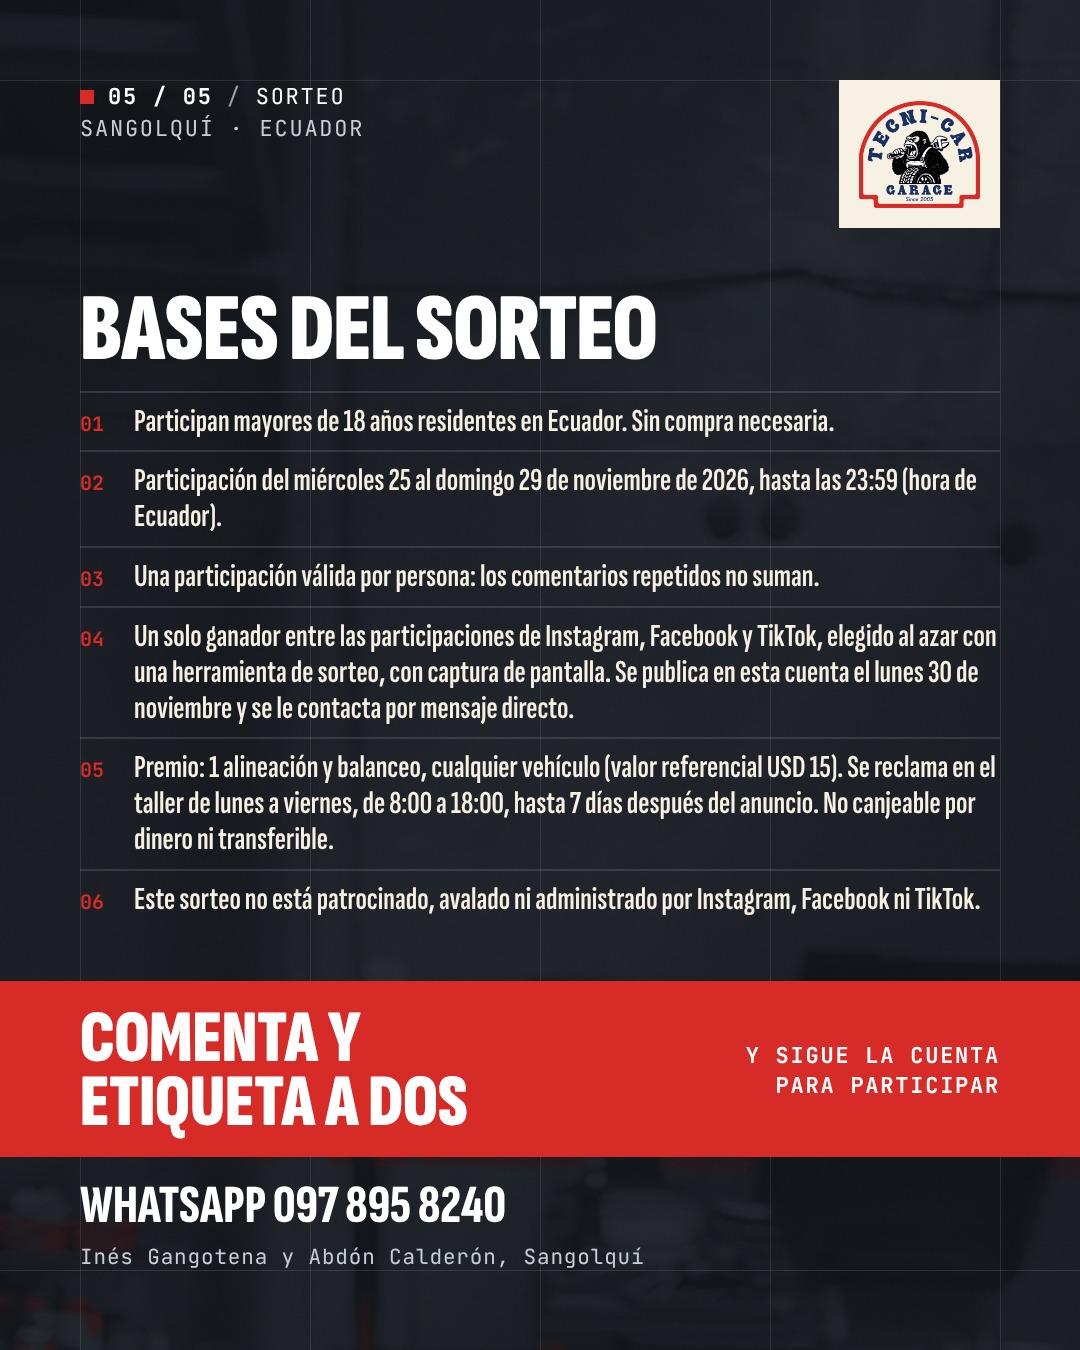 05 / 05 / SORTEO
SANGOLQUÍ · ECUADOR
TECNI-CAR
GARAGE
Since 2005
BASES DEL SORTEO
01 Participan mayores de 18 años residentes en Ecuador. Sin compra necesaria.
02 Participación del miércoles 25 al domingo 29 de noviembre de 2026, hasta las 23:59 (hora de
Ecuador).
03 Una participación válida por persona: los comentarios repetidos no suman.
04 Un solo ganador entre las participaciones de Instagram, Facebook y TikTok, elegido al azar con
una herramienta de sorteo, con captura de pantalla. Se publica en esta cuenta el lunes 30 de
noviembre y se le contacta por mensaje directo.
05 Premio: 1 alineación y balanceo, cualquier vehículo (valor referencial USD 15). Se reclama en el
taller de lunes a viernes, de 8:00 a 18:00, hasta 7 días después del anuncio. No canjeable por
dinero ni transferible.
06 Este sorteo no está patrocinado, avalado ni administrado por Instagram, Facebook ni TikTok.
COMENTA Y
ETIQUETA A DOS
Y SIGUE LA CUENTA
PARA PARTICIPAR
WHATSAPP 097 895 8240
Inés Gangotena y Abdón Calderón, Sangolquí